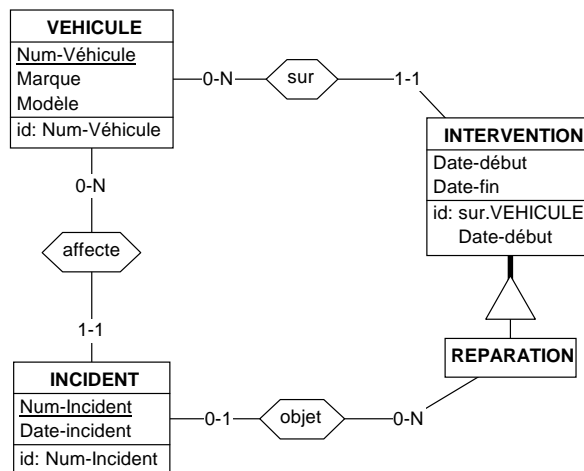 VEHICULE
Num-Véhicule
Marque
Modèle
id: Num-Véhicule
0-N
sur
1-1
INTERVENTION
Date-début
Date-fin
id: sur.VEHICULE
Date-début
0-N
affecte
1-1
REPARATION
INCIDENT
Num-Incident
Date-incident
id: Num-Incident
0-1
objet
0-N